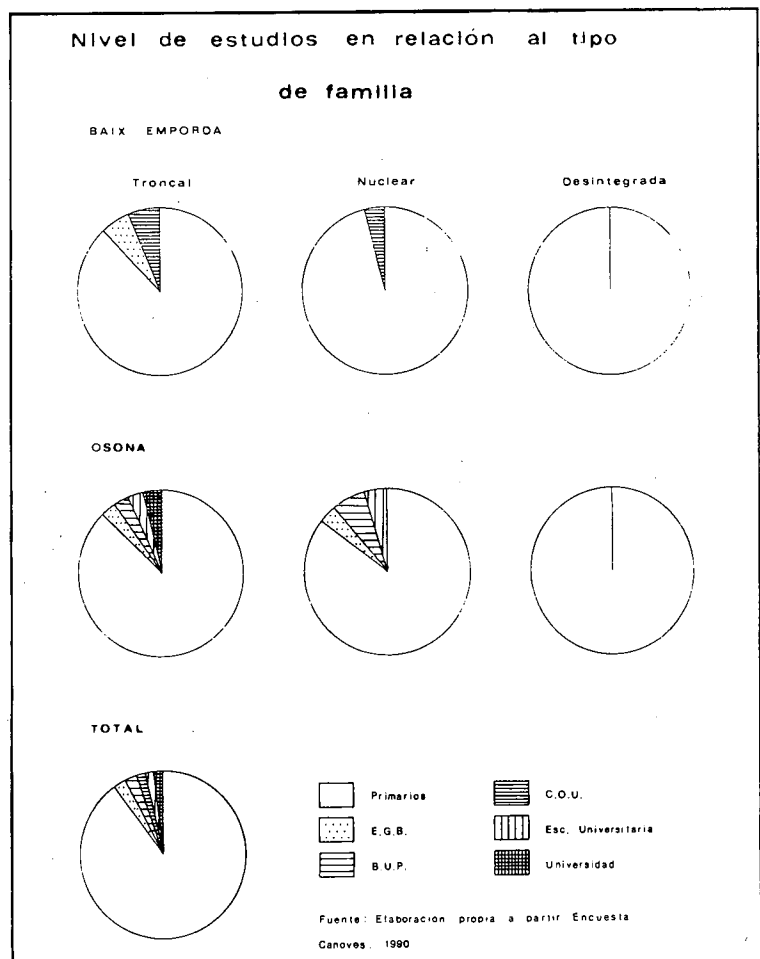 Nivel de estudios en relación al tipo
de familia
BAIX EMPORDA
Troncal Nuclear Desintegrada
OSONA
TOTAL
Primarios
E.G.B.
B.U.P.
C.O.U.
Esc. Universitaria
Universidad
Fuente: Elaboración propia a partir Encuesta
Canoves, 1990